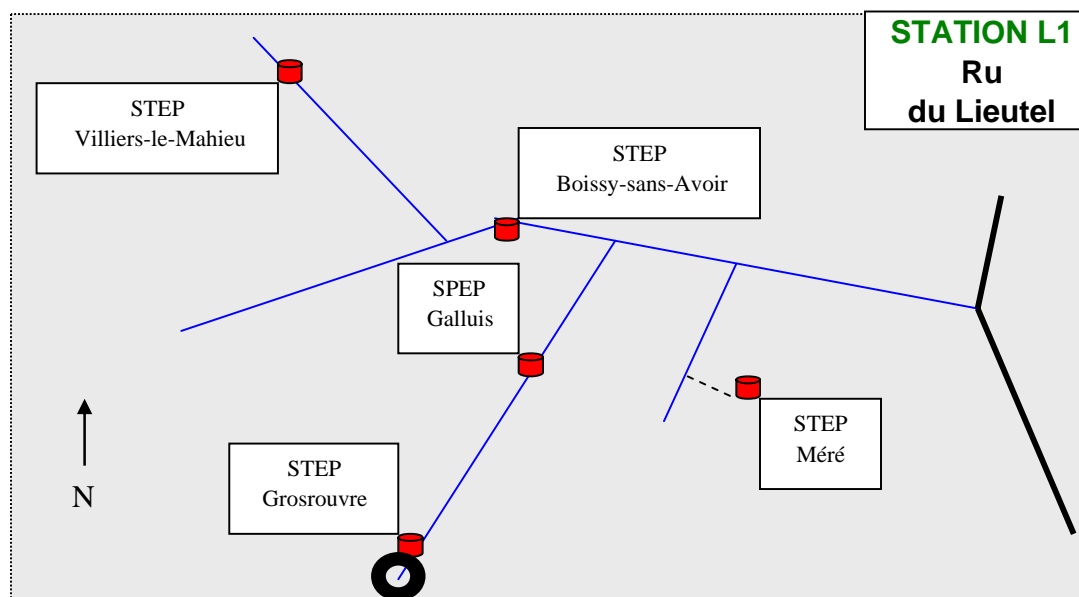 STATION L1
Ru
du Lieutel
STEP
Villiers-le-Mahieu
STEP
Boissy-sans-Avoir
SPEP
Galluis
STEP
Méré
STEP
Grosrouvre
N